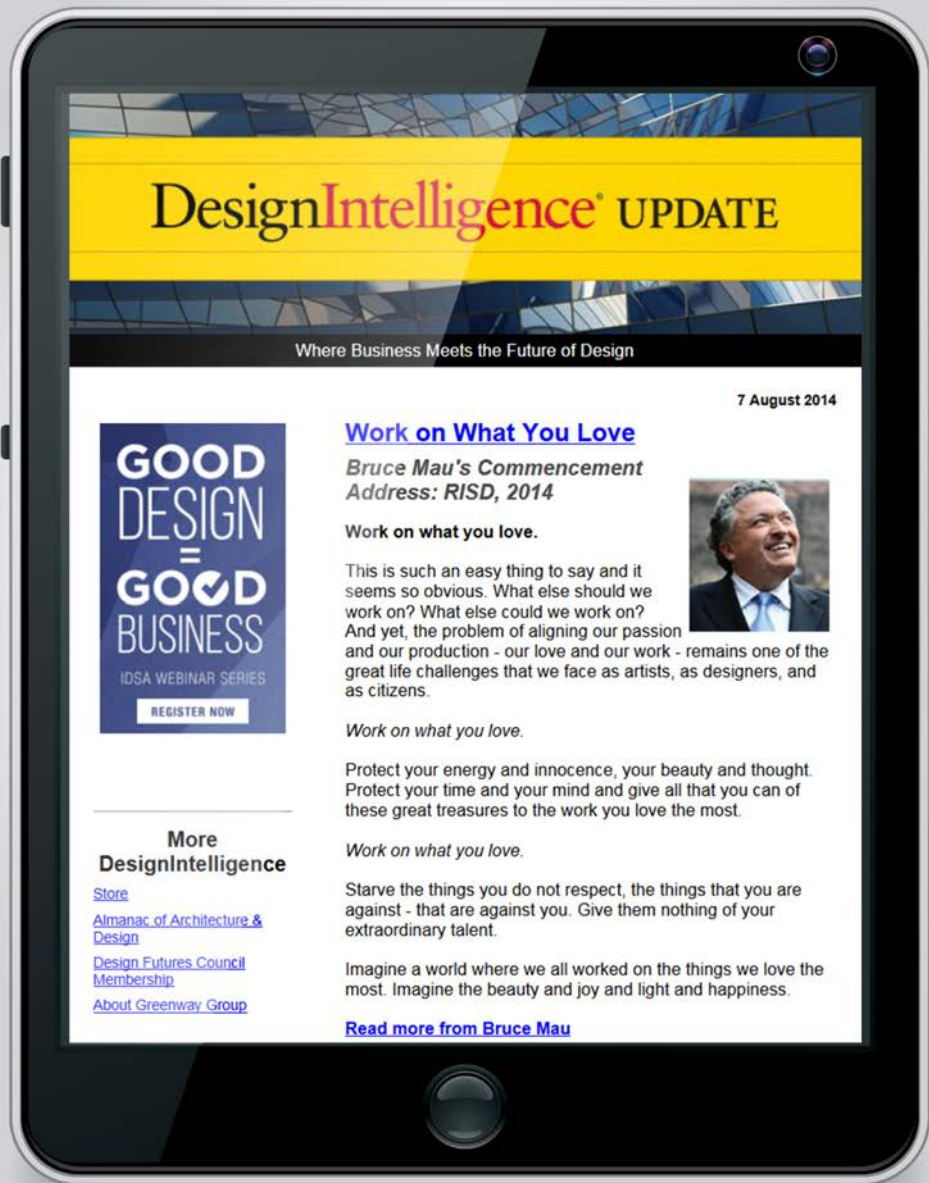 DesignIntelligence® UPDATE
Where Business Meets the Future of Design
7 August 2014
GOOD
DESIGN
=
GOOD
BUSINESS
IDSA WEBINAR SERIES
REGISTER NOW
More
DesignIntelligence
Store
Almanac of Architecture &
Design
Design Futures Council
Membership
About Greenway Group
Work on What You Love
Bruce Mau's Commencement
Address: RISD, 2014
Work on what you love.
This is such an easy thing to say and it
seems so obvious. What else should we
work on? What else could we work on?
And yet, the problem of aligning our passion
and our production - our love and our work - remains one of the
great life challenges that we face as artists, as designers, and
as citizens.
Work on what you love.
Protect your energy and innocence, your beauty and thought.
Protect your time and your mind and give all that you can of
these great treasures to the work you love the most.
Work on what you love.
Starve the things you do not respect, the things that you are
against - that are against you. Give them nothing of your
extraordinary talent.
Imagine a world where we all worked on the things we love the
most. Imagine the beauty and joy and light and happiness.
Read more from Bruce Mau